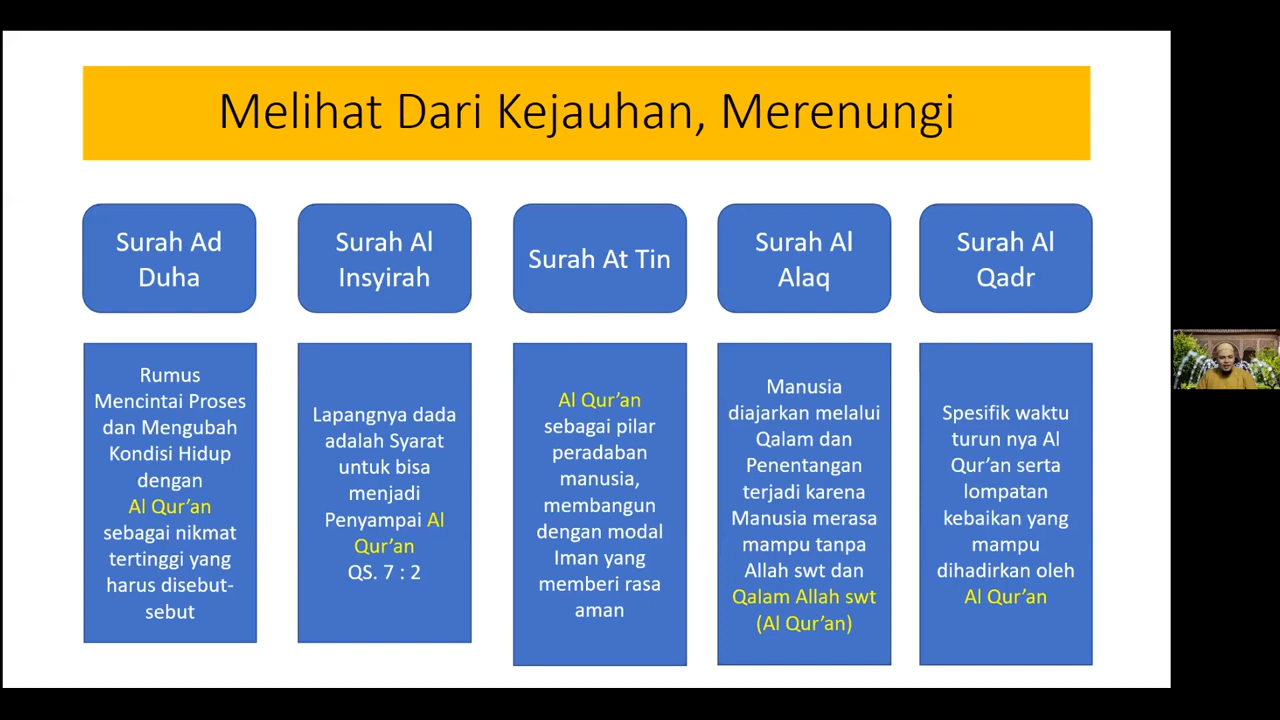 Melihat Dari Kejauhan, Merenungi
Surah Ad
Duha
Rumus
Mencintai Proses
dan Mengubah
Kondisi Hidup
dengan
Al Qur’an
sebagai nikmat
tertinggi yang
harus disebut-
sebut
Surah Al
Insyirah
Lapangnya dada
adalah Syarat
untuk bisa
menjadi
Penyampai Al
Qur’an
QS. 7 : 2
Surah At Tin
Al Qur’an
sebagai pilar
peradaban
manusia,
membangun
dengan modal
Iman yang
memberi rasa
aman
Surah Al
Alaq
Manusia
diajarkan melalui
Qalam dan
Penentangan
terjadi karena
Manusia merasa
mampu tanpa
Allah swt dan
Qalam Allah swt
(Al Qur’an)
Surah Al
Qadr
Spesifik waktu
turun nya Al
Qur’an serta
lompatan
kebaikan yang
mampu
dihadirkan oleh
Al Qur’an